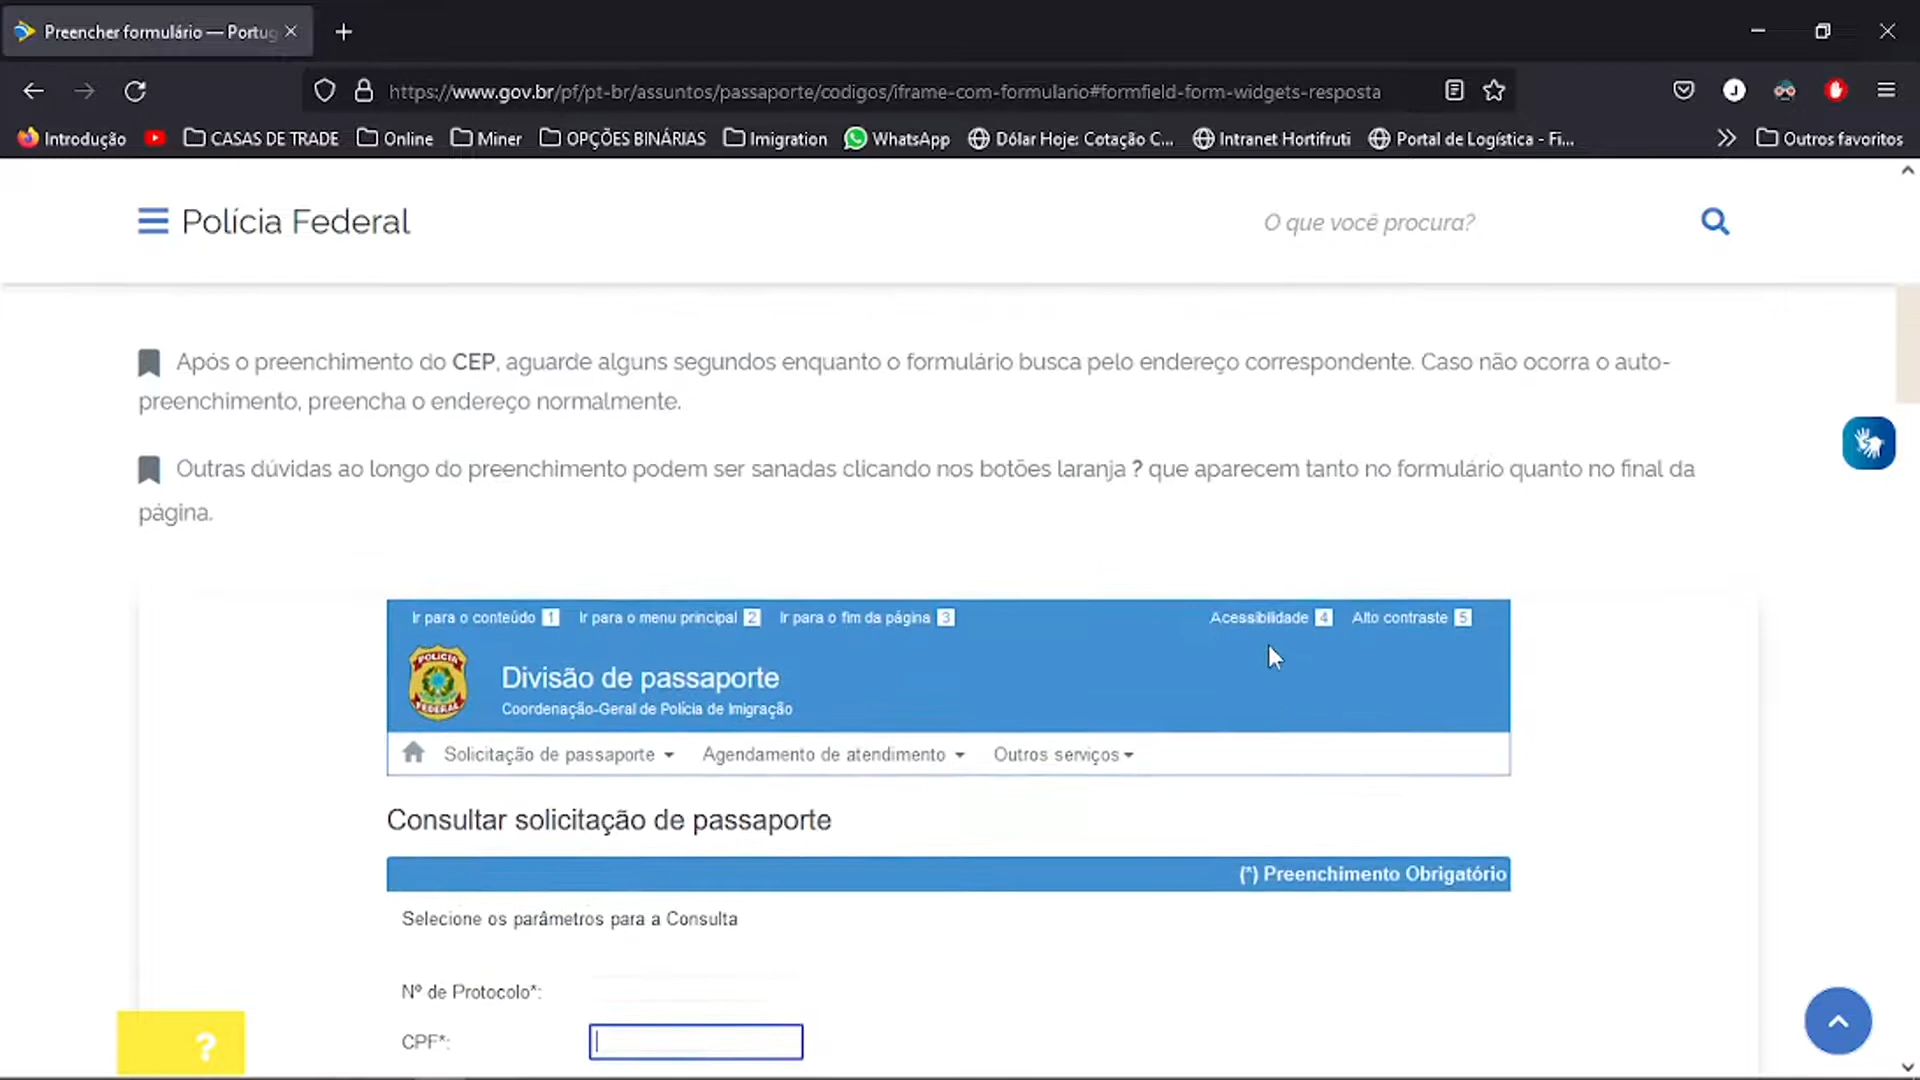 Preencher formulário — Portug
https://www.gov.br/pf/pt-br/assuntos/passaporte/codigos/iframe-com-formulario#formfield-form-widgets-resposta
J
Introdução CASAS DE TRADE Online Miner OPÇÕES BINÁRIAS Imigration WhatsApp Dólar Hoje: Cotação C... Intranet Hortifruti Portal de Logística - Fi... Outros favoritos
Polícia Federal O que você procura?
Após o preenchimento do CEP, aguarde alguns segundos enquanto o formulário busca pelo endereço correspondente. Caso não ocorra o auto-
preenchimento, preencha o endereço normalmente.
Outras dúvidas ao longo do preenchimento podem ser sanadas clicando nos botões laranja ? que aparecem tanto no formulário quanto no final da
página.
Ir para o conteúdo 1 Ir para o menu principal 2 Ir para o fim da página 3 Acessibilidade 4 Alto contraste 5
POLÍCIA
FEDERAL
Divisão de passaporte
Coordenação-Geral de Polícia de Imigração
Solicitação de passaporte Agendamento de atendimento Outros serviços
Consultar solicitação de passaporte
(*) Preenchimento Obrigatório
Selecione os parâmetros para a Consulta
Nº de Protocolo*:
CPF*:
?